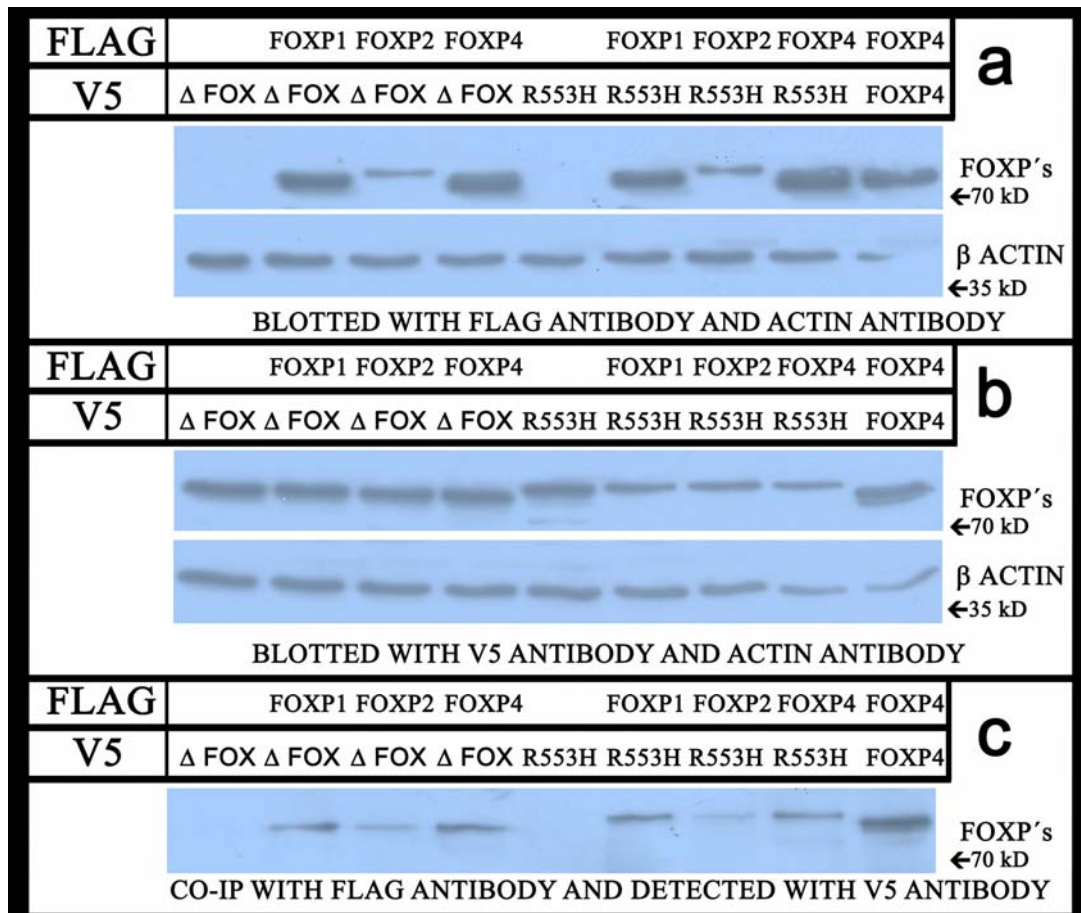 FLAG FOXP1 FOXP2 FOXP4 FOXP1 FOXP2 FOXP4 FOXP4
V5 Δ FOX Δ FOX Δ FOX Δ FOX R553H R553H R553H R553H FOXP4
a
FOXP´s
←70 kD
β ACTIN
←35 kD
BLOTTED WITH FLAG ANTIBODY AND ACTIN ANTIBODY
FLAG FOXP1 FOXP2 FOXP4 FOXP1 FOXP2 FOXP4 FOXP4
V5 Δ FOX Δ FOX Δ FOX Δ FOX R553H R553H R553H R553H FOXP4
b
FOXP´s
←70 kD
β ACTIN
←35 kD
BLOTTED WITH V5 ANTIBODY AND ACTIN ANTIBODY
FLAG FOXP1 FOXP2 FOXP4 FOXP1 FOXP2 FOXP4 FOXP4
V5 Δ FOX Δ FOX Δ FOX Δ FOX R553H R553H R553H R553H FOXP4
c
FOXP´s
←70 kD
CO-IP WITH FLAG ANTIBODY AND DETECTED WITH V5 ANTIBODY